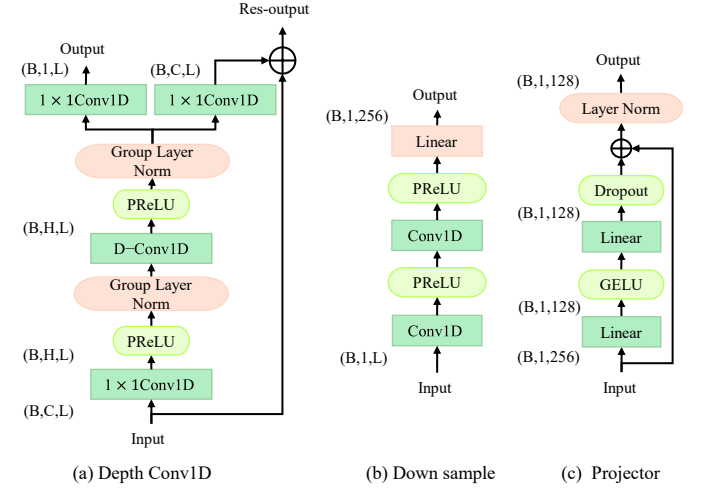 Res-output
Output
(B,1,L)
(B,C,L)
1 × 1Conv1D
1 × 1Conv1D
Group Layer
Norm
PReLU
(B,H,L)
D−Conv1D
Group Layer
Norm
PReLU
(B,H,L)
1 × 1Conv1D
(B,C,L)
Input
(a) Depth Conv1D
Output
(B,1,256)
Linear
PReLU
Conv1D
PReLU
Conv1D
(B,1,L)
Input
(b) Down sample
Output
(B,1,128)
Layer Norm
Dropout
(B,1,128)
Linear
GELU
(B,1,128)
Linear
(B,1,256)
Input
(c) Projector